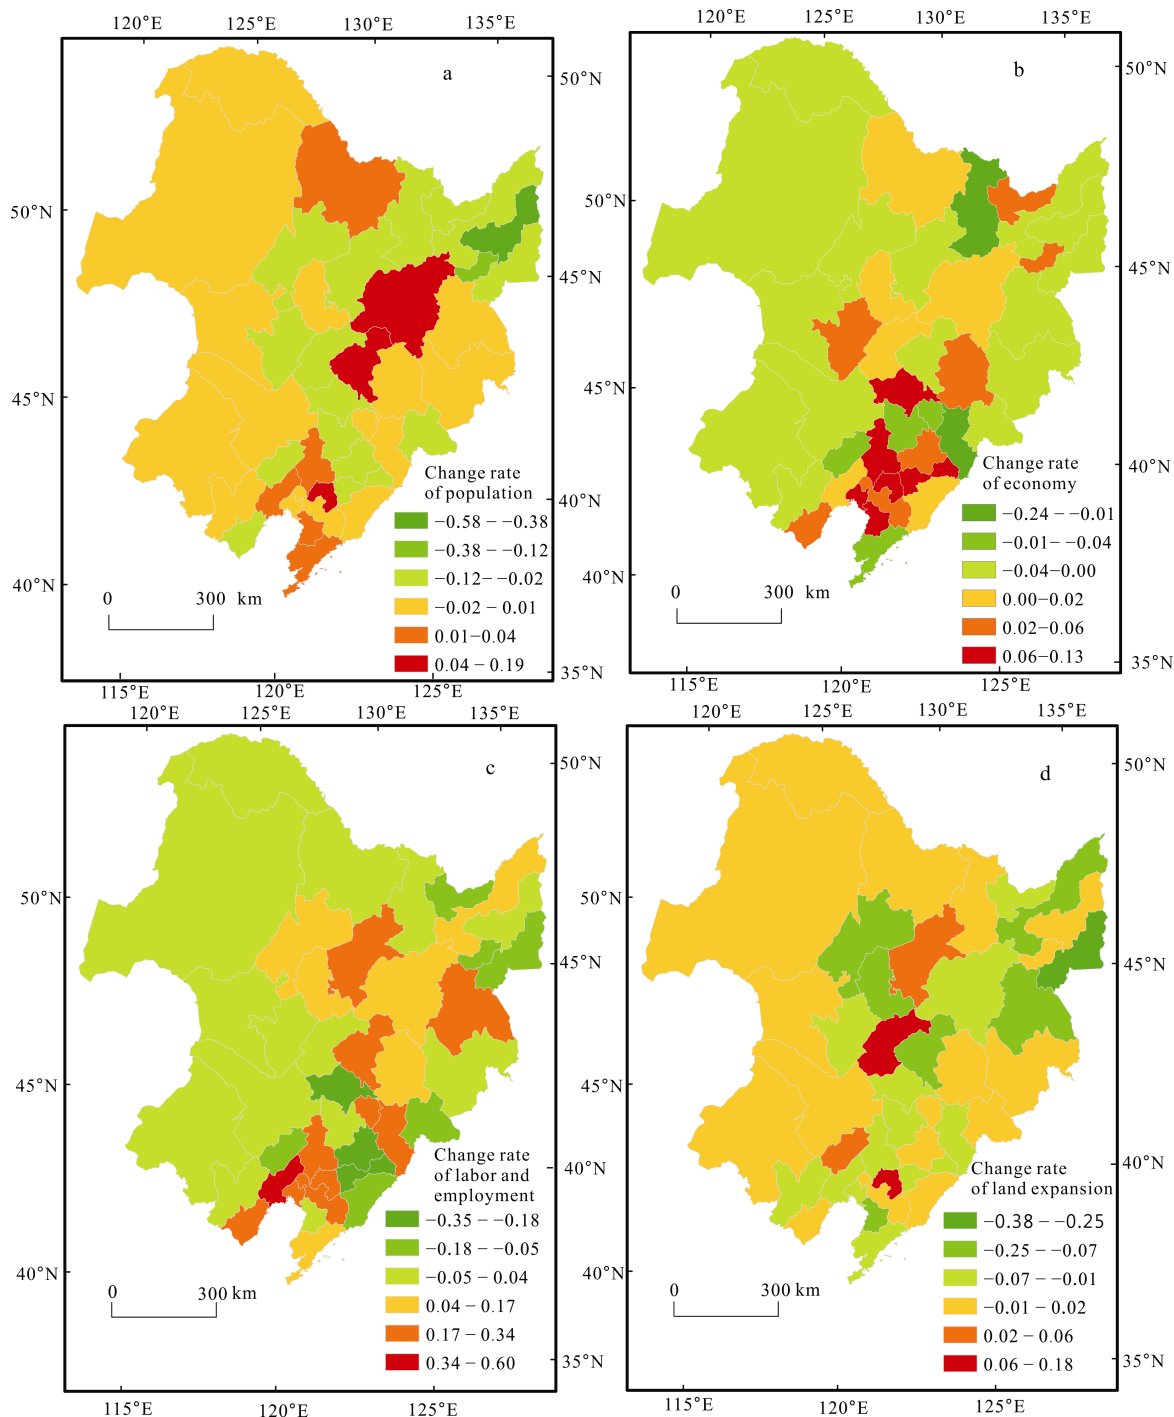 120°E 125°E 130°E 135°E
a
50°N
50°N
45°N
45°N
40°N
40°N
35°N
Change rate
of population
−0.58 – −0.38
−0.38 – −0.12
−0.12– −0.02
−0.02 – 0.01
0.01–0.04
0.04 – 0.19
0 300 km
115°E 120°E 125°E
120°E 125°E 130°E 135°E
b
50°N
50°N
45°N
45°N
40°N
40°N
35°N
Change rate
of economy
−0.24 – −0.01
−0.01– −0.04
−0.04–0.00
0.00–0.02
0.02–0.06
0.06–0.13
0 300 km
115°E 120°E 125°E
120°E 125°E 130°E 135°E
c
50°N
50°N
45°N
45°N
40°N
40°N
35°N
Change rate
of labor and
employment
−0.35 – −0.18
−0.18 – −0.05
−0.05 – 0.04
0.04 – 0.17
0.17 – 0.34
0.34 – 0.60
0 300 km
115°E 120°E 125°E
120°E 125°E 130°E 135°E
d
50°N
50°N
45°N
45°N
40°N
40°N
35°N
Change rate
of land expansion
−0.38 – −0.25
−0.25 – −0.07
−0.07 – −0.01
−0.01 – 0.02
0.02 – 0.06
0.06 – 0.18
0 300 km
115°E 120°E 125°E